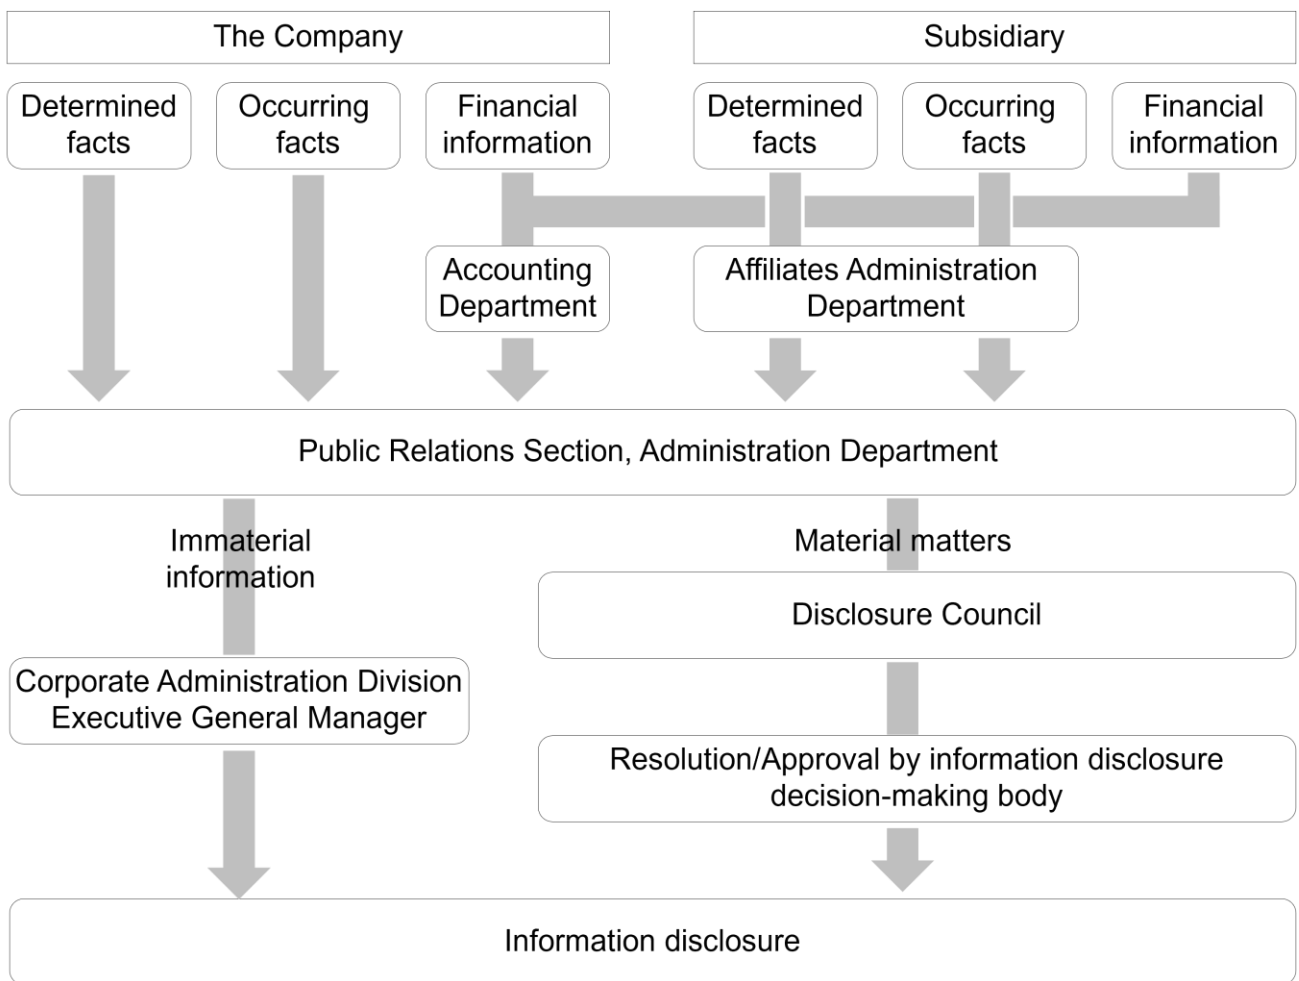 The Company
Subsidiary
Determined
facts
Occurring
facts
Financial
information
Determined
facts
Occurring
facts
Financial
information
Accounting
Department
Affiliates Administration
Department
Public Relations Section, Administration Department
Immaterial
information
Material matters
Disclosure Council
Corporate Administration Division
Executive General Manager
Resolution/Approval by information disclosure
decision-making body
Information disclosure